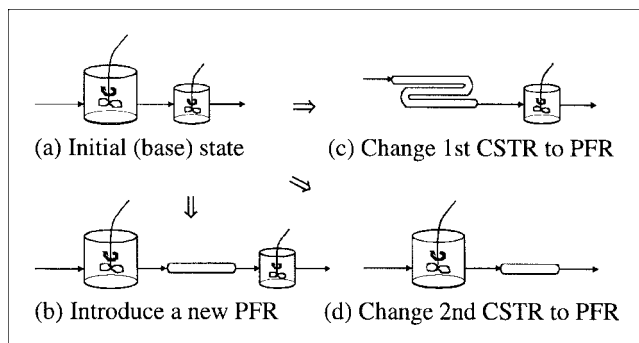 (a) Initial (base) state
(c) Change 1st CSTR to PFR
(b) Introduce a new PFR
(d) Change 2nd CSTR to PFR